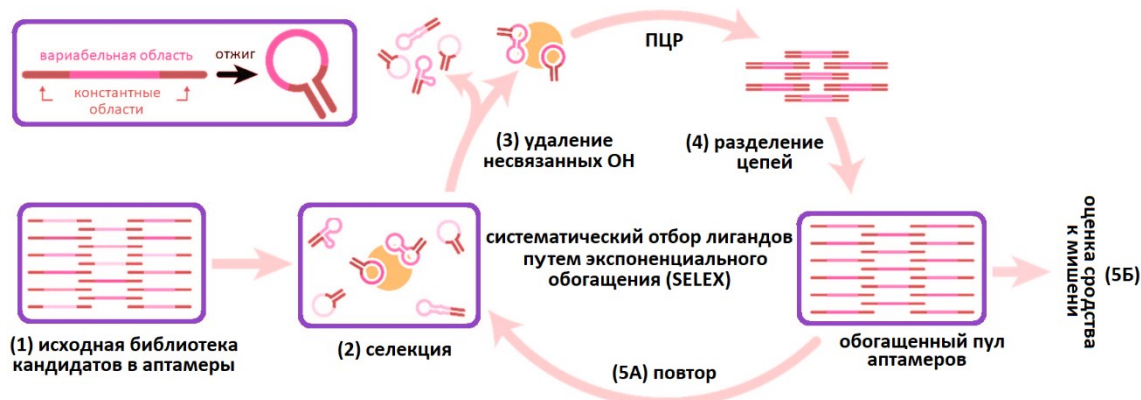 вариабельная область
отжиг
константные
области
ПЦР
(3) удаление
несвязанных ОН
(4) разделение
цепей
систематический отбор лигандов
путем экспоненциального
обогащения (SELEX)
(1) исходная библиотека
кандидатов в аптамеры
(2) селекция
(5А) повтор
обогащенный пул
аптамеров
оценка сродства
к мишени
(5Б)